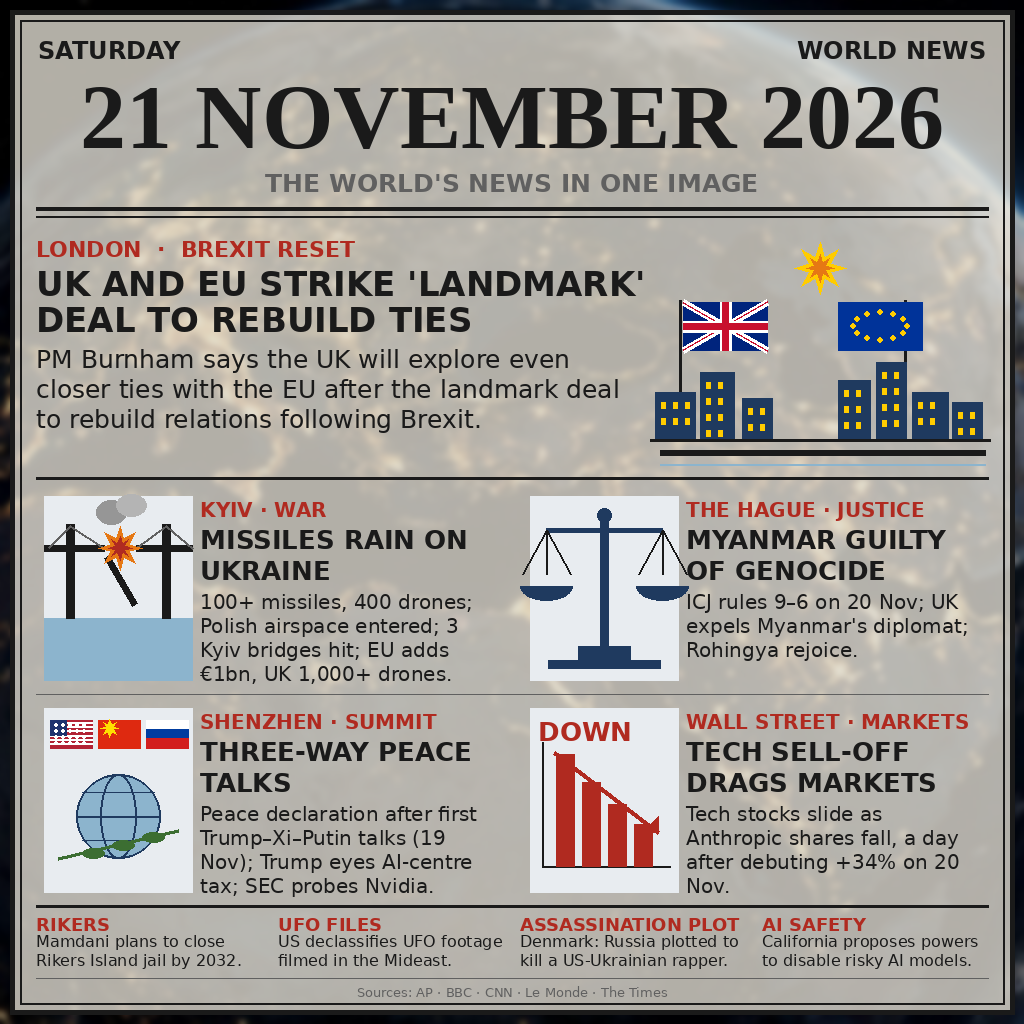 SATURDAY
WORLD NEWS
21 NOVEMBER 2026
THE WORLD'S NEWS IN ONE IMAGE
LONDON · BREXIT RESET
UK AND EU STRIKE 'LANDMARK'
DEAL TO REBUILD TIES
PM Burnham says the UK will explore even
closer ties with the EU after the landmark deal
to rebuild relations following Brexit.
KYIV · WAR
MISSILES RAIN ON
UKRAINE
100+ missiles, 400 drones;
Polish airspace entered; 3
Kyiv bridges hit; EU adds
€1bn, UK 1,000+ drones.
THE HAGUE · JUSTICE
MYANMAR GUILTY
OF GENOCIDE
ICJ rules 9–6 on 20 Nov; UK
expels Myanmar's diplomat;
Rohingya rejoice.
SHENZHEN · SUMMIT
THREE-WAY PEACE
TALKS
Peace declaration after first
Trump–Xi–Putin talks (19
Nov); Trump eyes AI-centre
tax; SEC probes Nvidia.
DOWN
WALL STREET · MARKETS
TECH SELL-OFF
DRAGS MARKETS
Tech stocks slide as
Anthropic shares fall, a day
after debuting +34% on 20
Nov.
RIKERS
Mamdani plans to close
Rikers Island jail by 2032.
UFO FILES
US declassifies UFO footage
filmed in the Mideast.
ASSASSINATION PLOT
Denmark: Russia plotted to
kill a US-Ukrainian rapper.
AI SAFETY
California proposes powers
to disable risky AI models.
Sources: AP · BBC · CNN · Le Monde · The Times